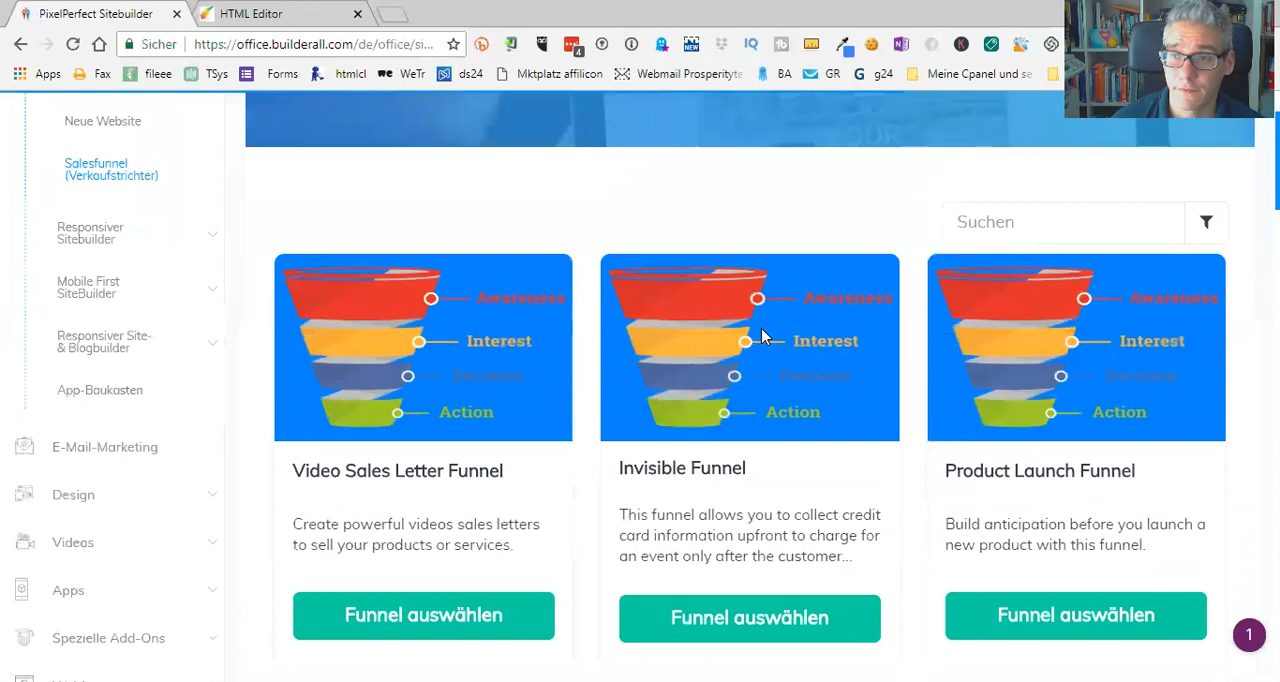 PixelPerfect Sitebuilder
HTML Editor
Sicher
https://office.builderall.com/de/office/si...
4
NEW
IQ
Apps
Fax
fileee
TSys
Forms
htmlcl
WeTr
ds24
Mktplatz affilicon
Webmail Prosperityte
BA
GR
g24
Meine Cpanel und se
Neue Website
Salesfunnel
(Verkaufstrichter)
Responsiver
Sitebuilder
Mobile First
SiteBuilder
Responsiver Site-
& Blogbuilder
App-Baukasten
E-Mail-Marketing
Design
Videos
Apps
Spezielle Add-Ons
Suchen
Awareness
Interest
Decision
Action
Video Sales Letter Funnel
Create powerful videos sales letters
to sell your products or services.
Funnel auswählen
Awareness
Interest
Decision
Action
Invisible Funnel
This funnel allows you to collect credit
card information upfront to charge for
an event only after the customer...
Funnel auswählen
Awareness
Interest
Decision
Action
Product Launch Funnel
Build anticipation before you launch a
new product with this funnel.
Funnel auswählen
1